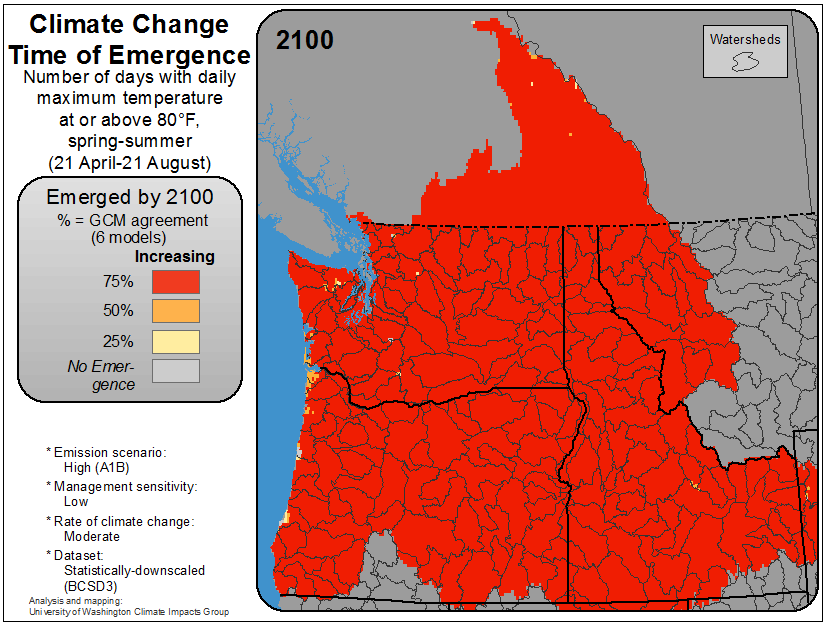 Climate Change
Time of Emergence
Number of days with daily
maximum temperature
at or above 80°F,
spring-summer
(21 April-21 August)
Emerged by 2100
% = GCM agreement
(6 models)
Increasing
75%
50%
25%
No Emer-
gence
* Emission scenario:
High (A1B)
* Management sensitivity:
Low
* Rate of climate change:
Moderate
* Dataset:
Statistically-downscaled
(BCSD3)
Analysis and mapping:
University of Washington Climate Impacts Group
2100
Watersheds